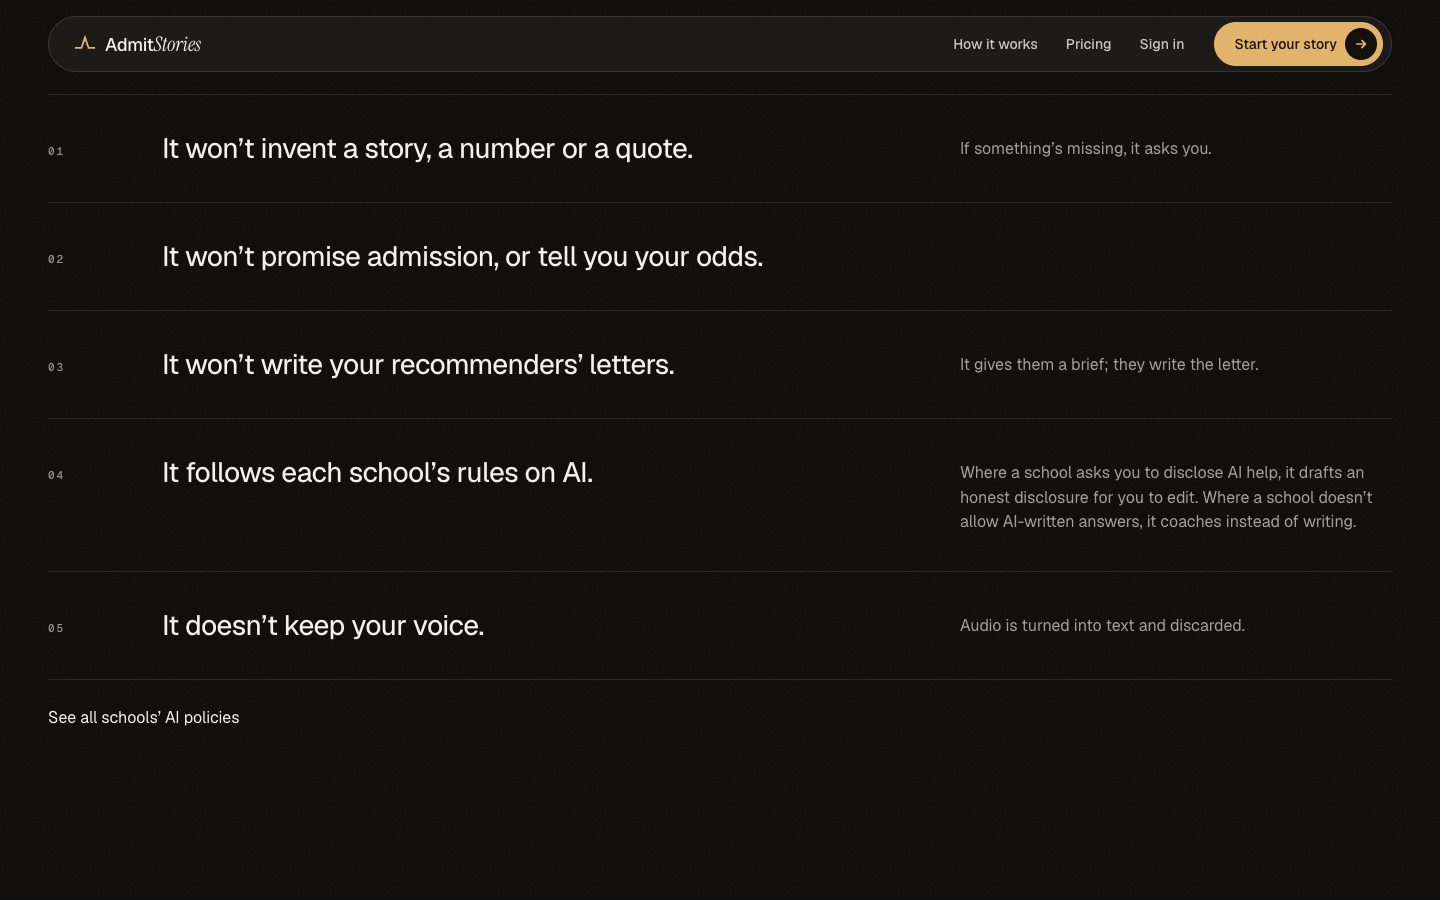 AdmitStories
How it works
Pricing
Sign in
Start your story
01
It won’t invent a story, a number or a quote.
If something’s missing, it asks you.
02
It won’t promise admission, or tell you your odds.
03
It won’t write your recommenders’ letters.
It gives them a brief; they write the letter.
04
It follows each school’s rules on AI.
Where a school asks you to disclose AI help, it drafts an
honest disclosure for you to edit. Where a school doesn’t
allow AI-written answers, it coaches instead of writing.
05
It doesn’t keep your voice.
Audio is turned into text and discarded.
See all schools’ AI policies